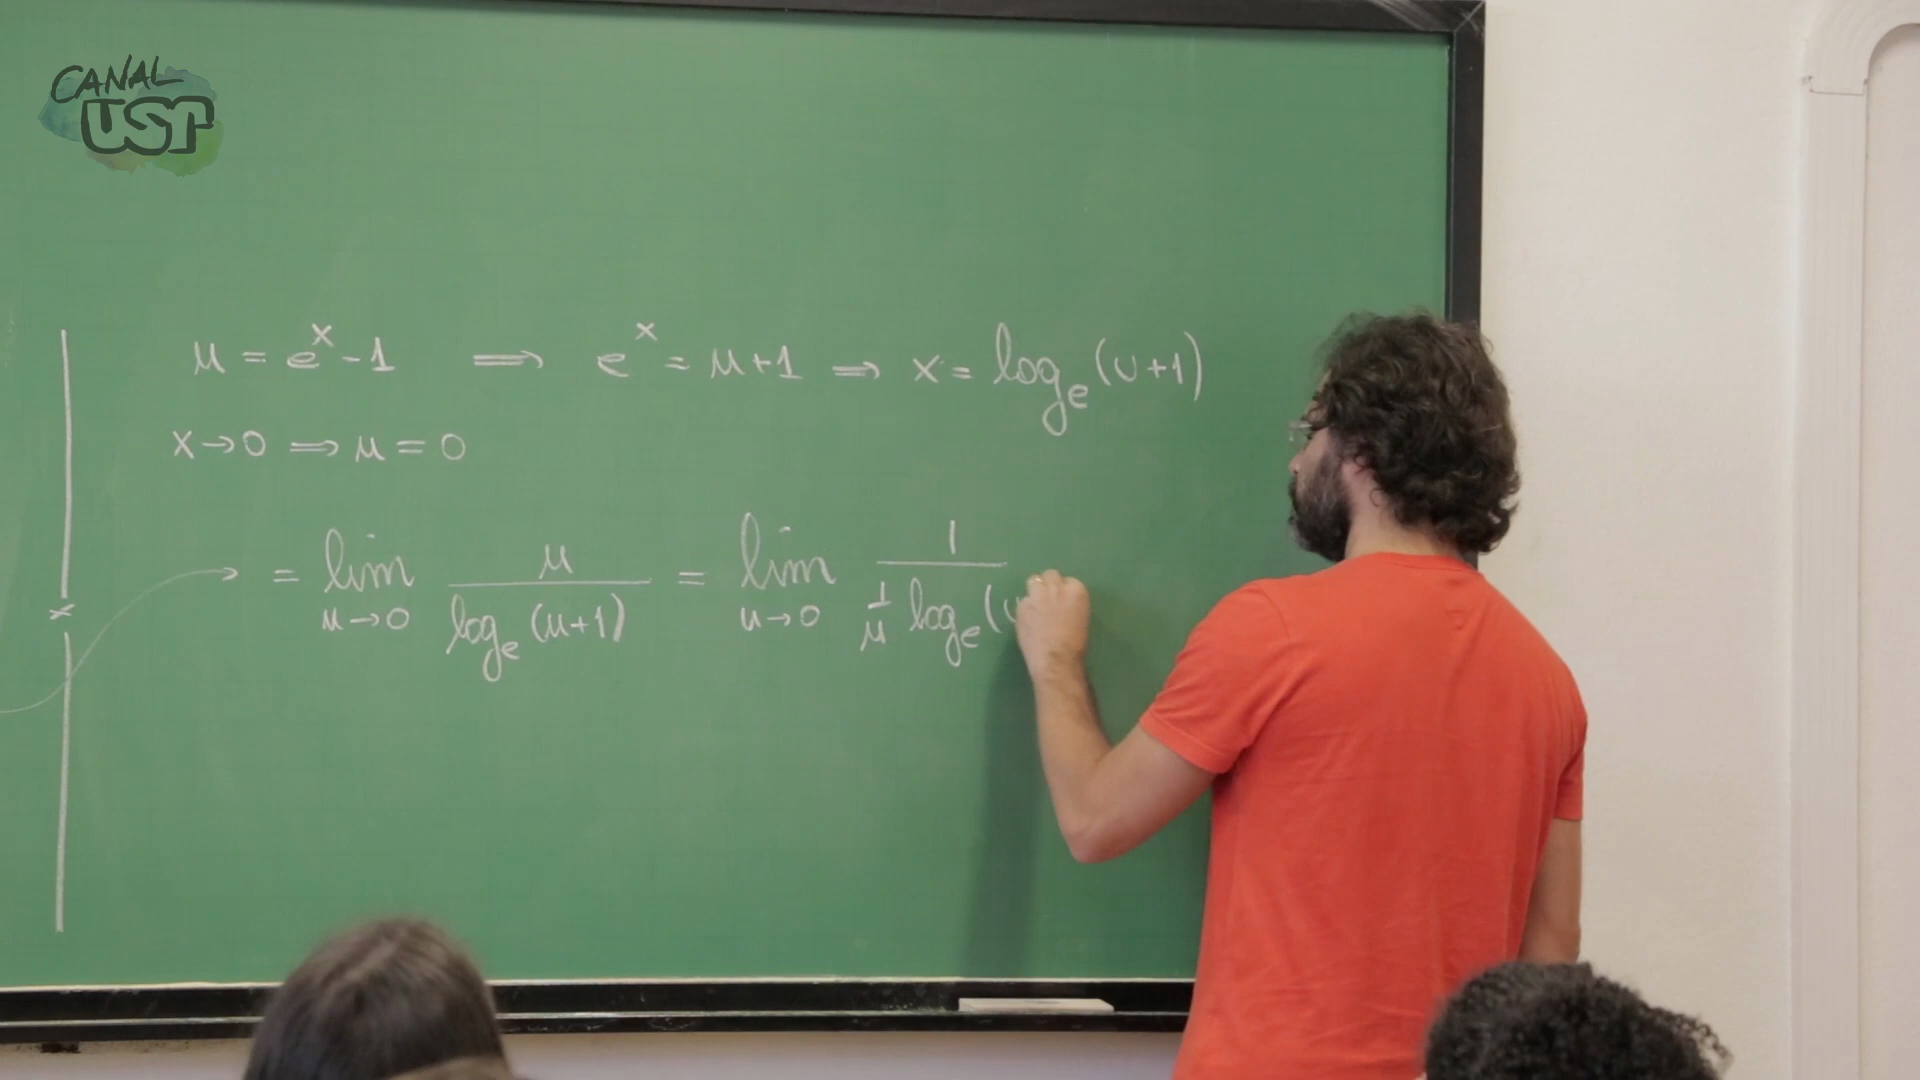 CANAL
USP
μ = e^x - 1 ⟹ e^x = μ + 1 ⟹ x = log_e (u + 1)
x → 0 ⟹ μ = 0
= lim_{μ → 0} μ / log_e (μ + 1) = lim_{u → 0} 1 / (1/μ log_e (u
x